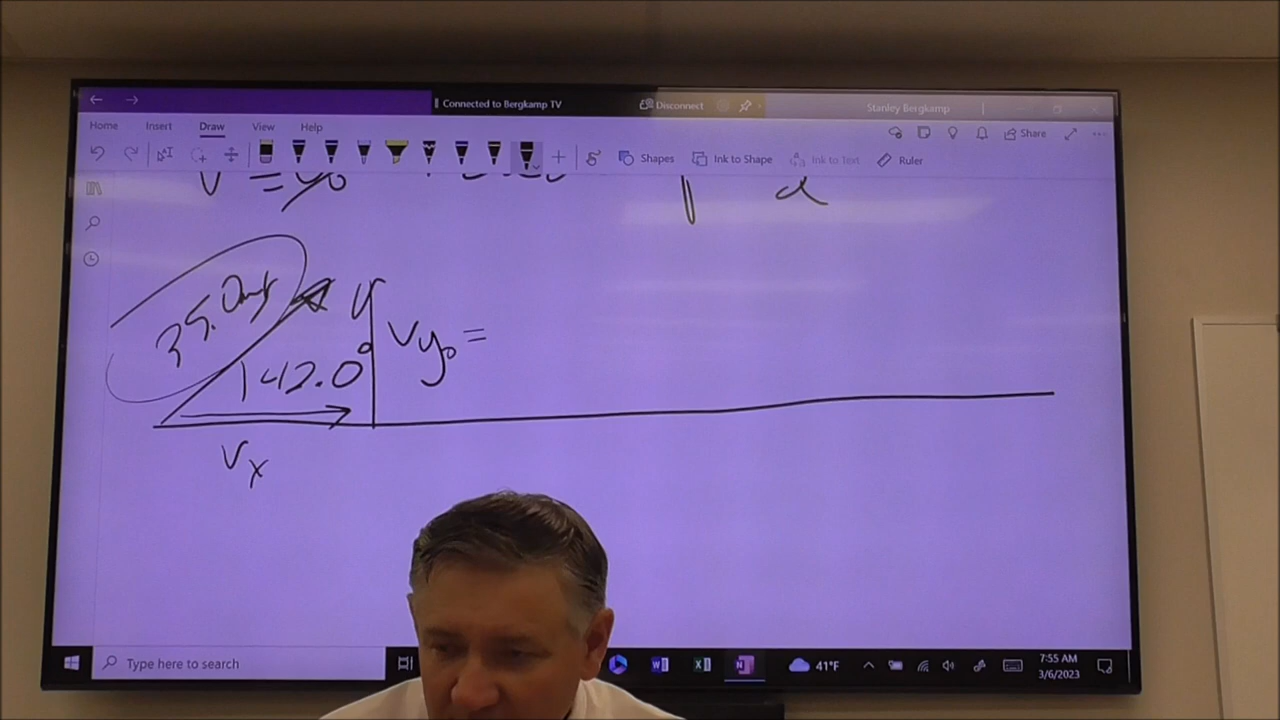 Connected to Bergkamp TV
Disconnect
Stanley Bergkamp
Home Insert Draw View Help
Share
Shapes Ink to Shape Ink to Text Ruler
35.0m/s
V
42.0°
Vy₀ =
Vx
Type here to search
41°F
7:55 AM
3/6/2023